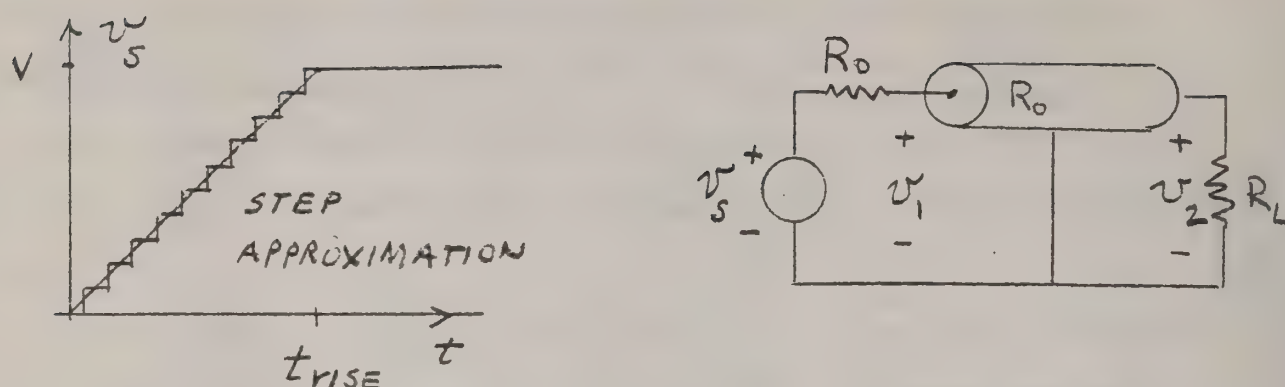 v_s
V
STEP
APPROXIMATION
t_RISE
t
R_0
R_0
+
v_s
-
+
v_1
-
+
v_2
-
R_L